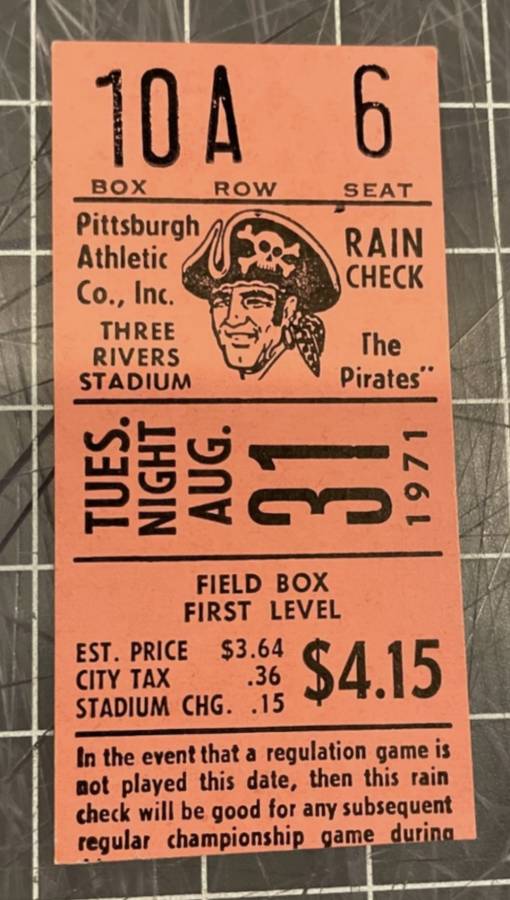 10 A 6
BOX ROW SEAT
Pittsburgh
Athletic
Co., Inc.
THREE
RIVERS
STADIUM
RAIN
CHECK
The
Pirates"
TUES.
NIGHT
AUG.
31
1971
FIELD BOX
FIRST LEVEL
EST. PRICE $3.64
CITY TAX .36
STADIUM CHG. .15
$4.15
In the event that a regulation game is
not played this date, then this rain
check will be good for any subsequent
regular championship game during